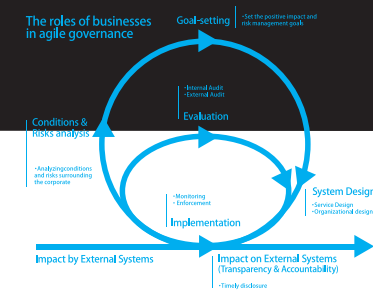 The roles of businesses
in agile governance
Goal-setting
•Set the positive impact and
risk management goals
•Internal Audit
•External Audit
Evaluation
Conditions &
Risks analysis
•Analyzingconditions
and risks surrounding
the corporate
•Monitoring
• Enforcement
Implementation
System Design
•Service Design
•Organizational design
Impact by External Systems
Impact on External Systems
(Transparency & Accountability)
•Timely disclosure